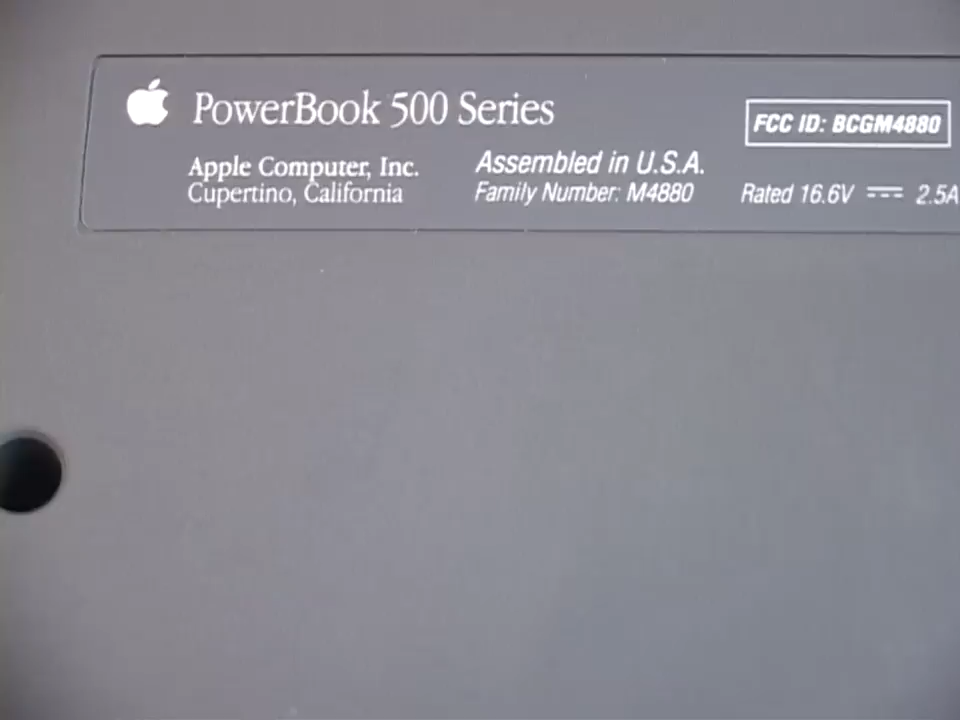 PowerBook 500 Series
Apple Computer, Inc.
Cupertino, California
Assembled in U.S.A.
Family Number: M4880
FCC ID: BCGM4880
Rated 16.6V ⎓ 2.5A